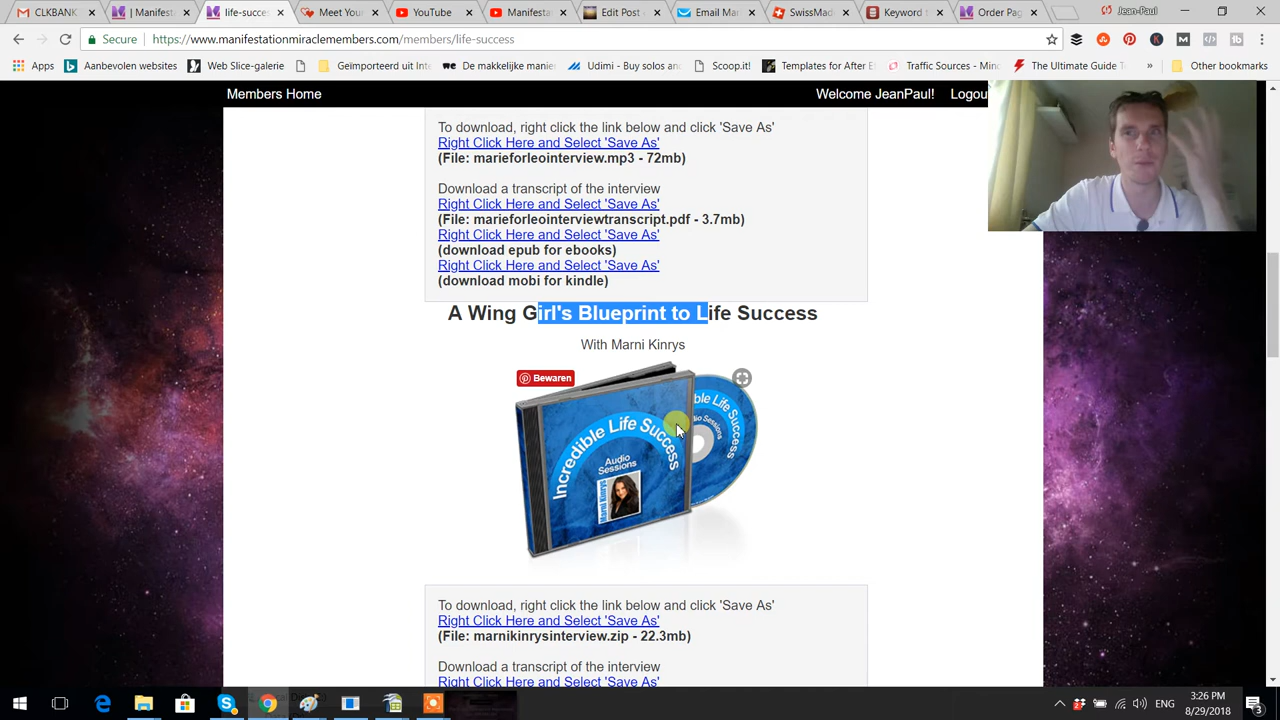 CLKBANK
| Manifesta
life-succe
Meet Your
YouTube
Manifesta
Edit Post
Email Mar
SwissMad
Keyword
Order Pag
Jean-Paul
Secure
https://www.manifestationmiraclemembers.com/members/life-success
Apps
Aanbevolen websites
Web Slice-galerie
Geïmporteerd uit Inte
De makkelijke manie
Udimi - Buy solos and
Scoop.it!
Templates for After E
Traffic Sources - Minc
The Ultimate Guide T
»
Other bookmarks
Members Home
Welcome JeanPaul!
Logou
To download, right click the link below and click 'Save As'
Right Click Here and Select 'Save As'
(File: marieforleointerview.mp3 - 72mb)
Download a transcript of the interview
Right Click Here and Select 'Save As'
(File: marieforleointerviewtranscript.pdf - 3.7mb)
Right Click Here and Select 'Save As'
(download epub for ebooks)
Right Click Here and Select 'Save As'
(download mobi for kindle)
A Wing Girl's Blueprint to Life Success
With Marni Kinrys
Bewaren
Incredible Life Success
Audio
Sessions
Marni Kinrys
ible Life Success
To download, right click the link below and click 'Save As'
Right Click Here and Select 'Save As'
(File: marnikinrysinterview.zip - 22.3mb)
Download a transcript of the interview
Right Click Here and Select 'Save As'
ENG
3:26 PM
8/29/2018
3